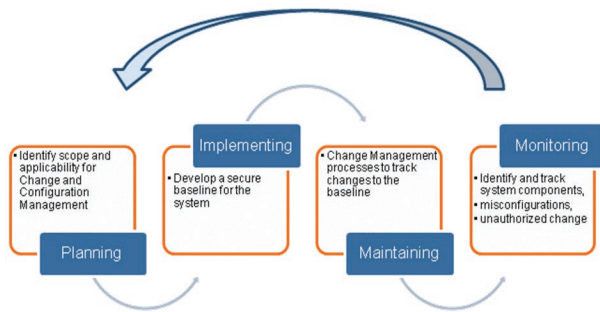 ▪ Identify scope and
applicability for
Change and
Configuration
Management
Planning
Implementing
▪ Develop a secure
baseline for the
system
▪ Change Management
processes to track
changes to the
baseline
Maintaining
Monitoring
▪ Identify and track
system components,
▪ misconfigurations,
▪ unauthorized change